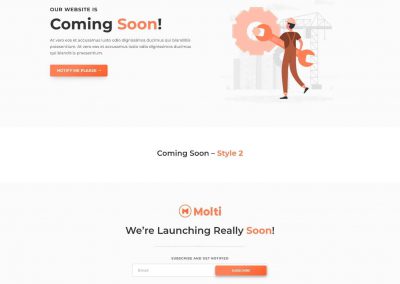 OUR WEBSITE IS
Coming Soon!
At vero eos et accusamus iusto odio dignissimos ducimus qui blanditiis
praesentium. At vero eos et accusamus iusto odio dignissimos ducimus
qui blanditiis praesentium.
NOTIFY ME PLEASE
Coming Soon – Style 2
Molti
We're Launching Really Soon!
SUBSCRIBE AND GET NOTIFIED
Email
SUBSCRIBE